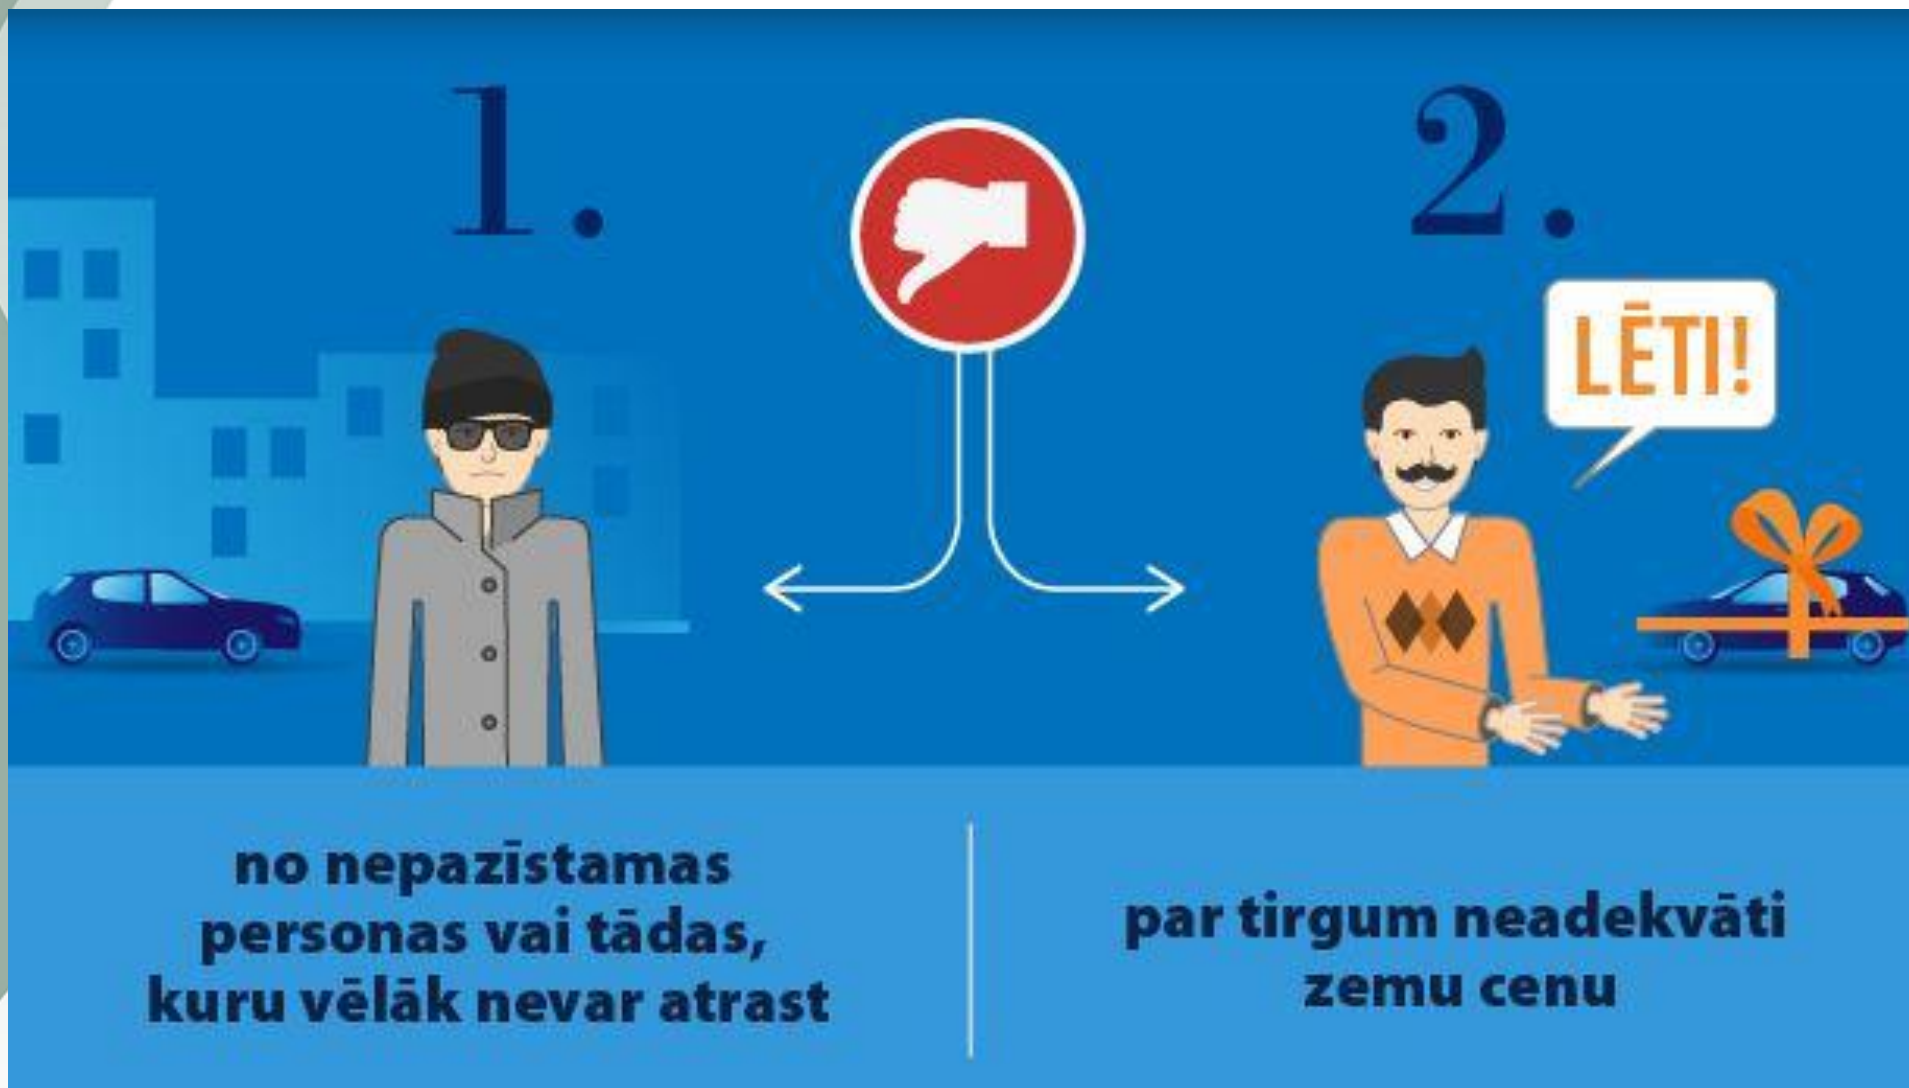 1.
2.
LĒTI!
no nepazīstamas
personas vai tādas,
kuru vēlāk nevar atrast
par tirgum neadekvāti
zemu cenu